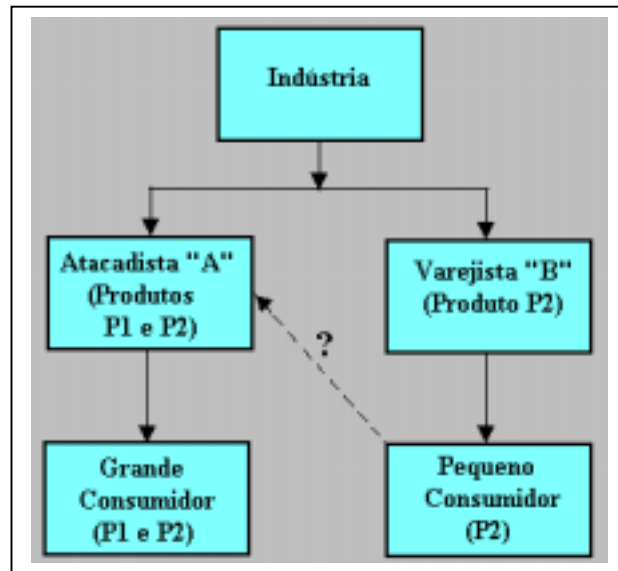 Indústria
Atacadista "A"
(Produtos
P1 e P2)
Varejista "B"
(Produto P2)
?
Grande
Consumidor
(P1 e P2)
Pequeno
Consumidor
(P2)